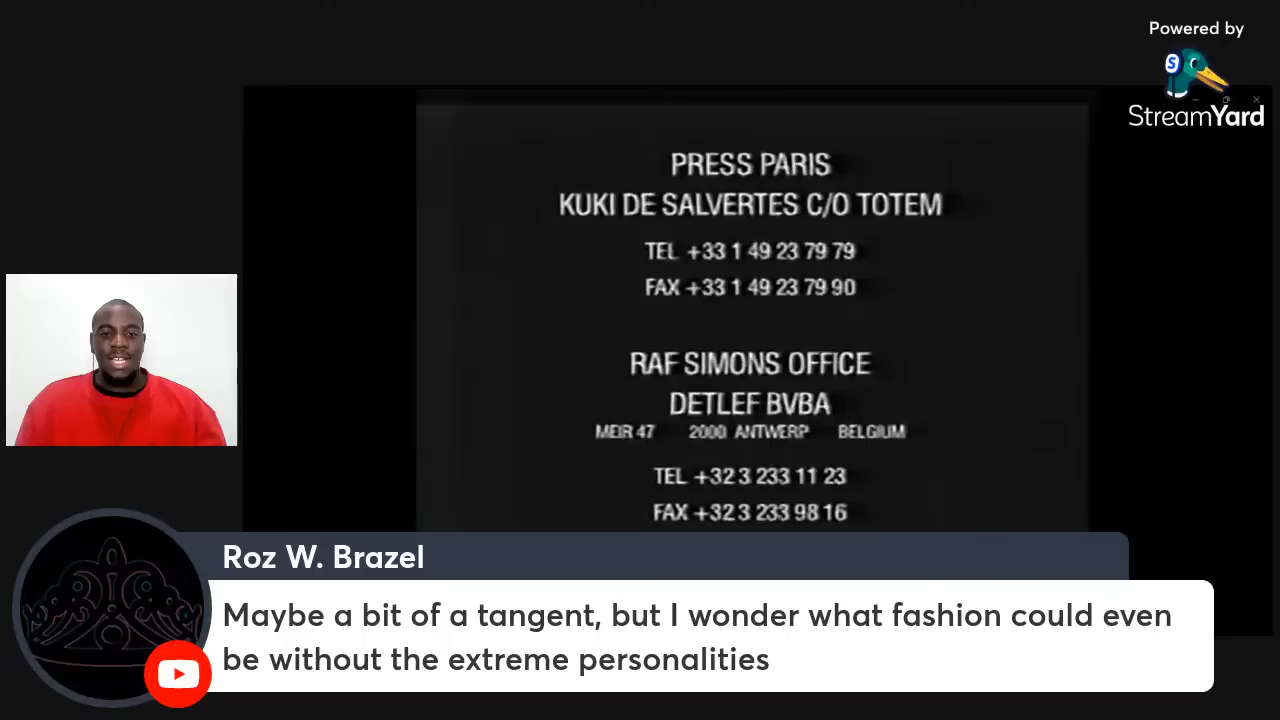 Powered by
StreamYard
PRESS PARIS
KUKI DE SALVERTES C/O TOTEM
TEL +33 1 49 23 79 79
FAX +33 1 49 23 79 90
RAF SIMONS OFFICE
DETLEF BVBA
MEIR 47 2000 ANTWERP BELGIUM
TEL +32 3 233 11 23
FAX +32 3 233 98 16
Roz W. Brazel
Maybe a bit of a tangent, but I wonder what fashion could even
be without the extreme personalities